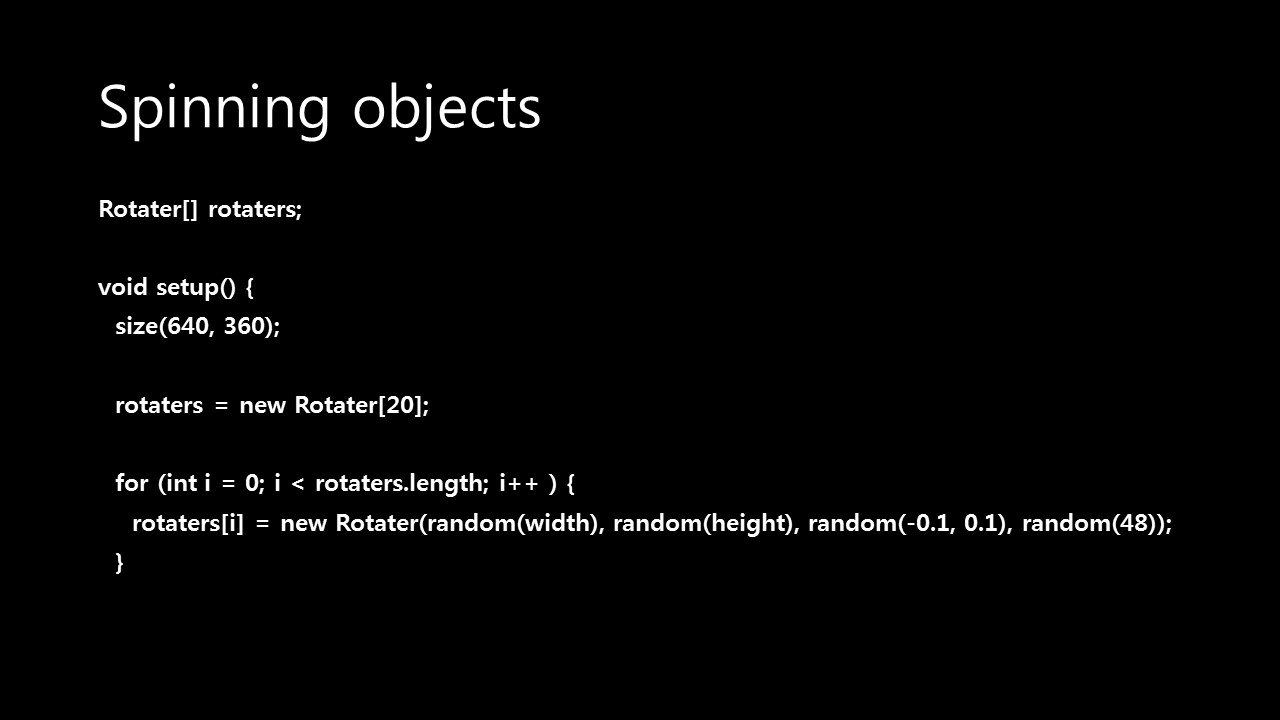 Spinning objects
Rotater[] rotaters;
void setup() {
size(640, 360);
rotaters = new Rotater[20];
for (int i = 0; i < rotaters.length; i++ ) {
rotaters[i] = new Rotater(random(width), random(height), random(-0.1, 0.1), random(48));
}